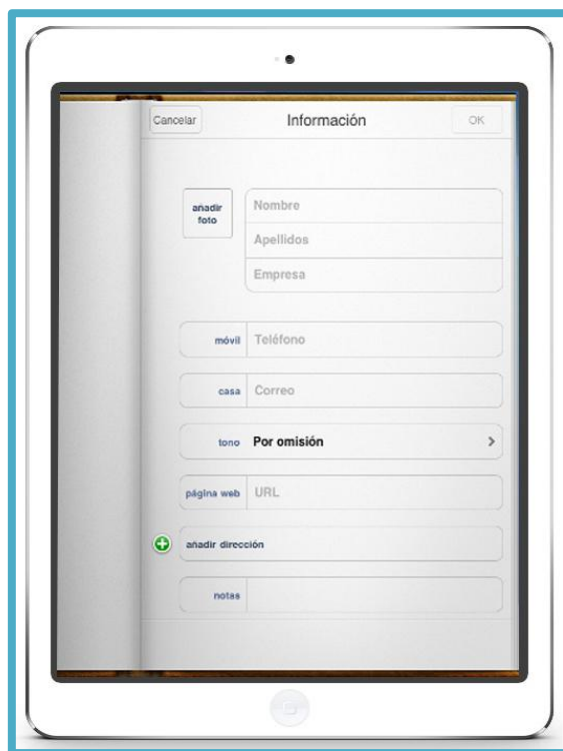 Cancelar Información OK
añadir
foto
Nombre
Apellidos
Empresa
móvil Teléfono
casa Correo
tono Por omisión
página web URL
añadir dirección
notas